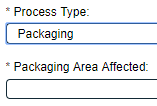 * Process Type:
Packaging
* Packaging Area Affected: